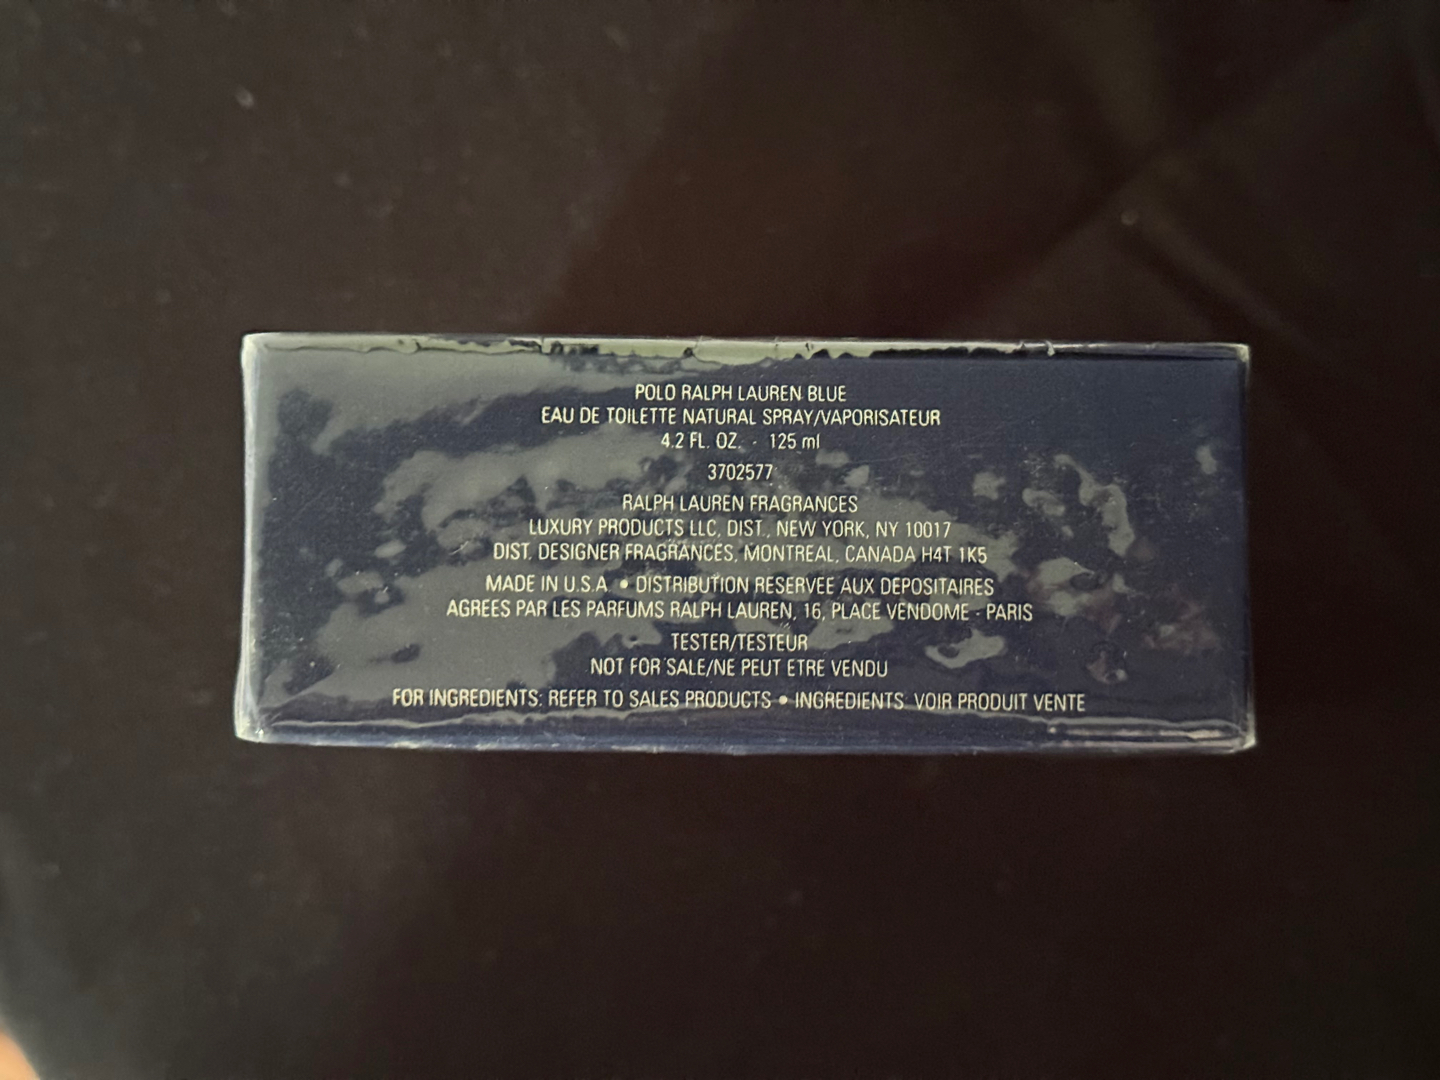 POLO RALPH LAUREN BLUE
EAU DE TOILETTE NATURAL SPRAY/VAPORISATEUR
4.2 FL. OZ. - 125 ml
3702577
RALPH LAUREN FRAGRANCES
LUXURY PRODUCTS LLC, DIST., NEW YORK, NY 10017
DIST. DESIGNER FRAGRANCES, MONTREAL, CANADA H4T 1K5
MADE IN U.S.A. • DISTRIBUTION RESERVEE AUX DEPOSITAIRES
AGREES PAR LES PARFUMS RALPH LAUREN, 16, PLACE VENDOME - PARIS
TESTER/TESTEUR
NOT FOR SALE/NE PEUT ETRE VENDU
FOR INGREDIENTS: REFER TO SALES PRODUCTS • INGREDIENTS: VOIR PRODUIT VENTE